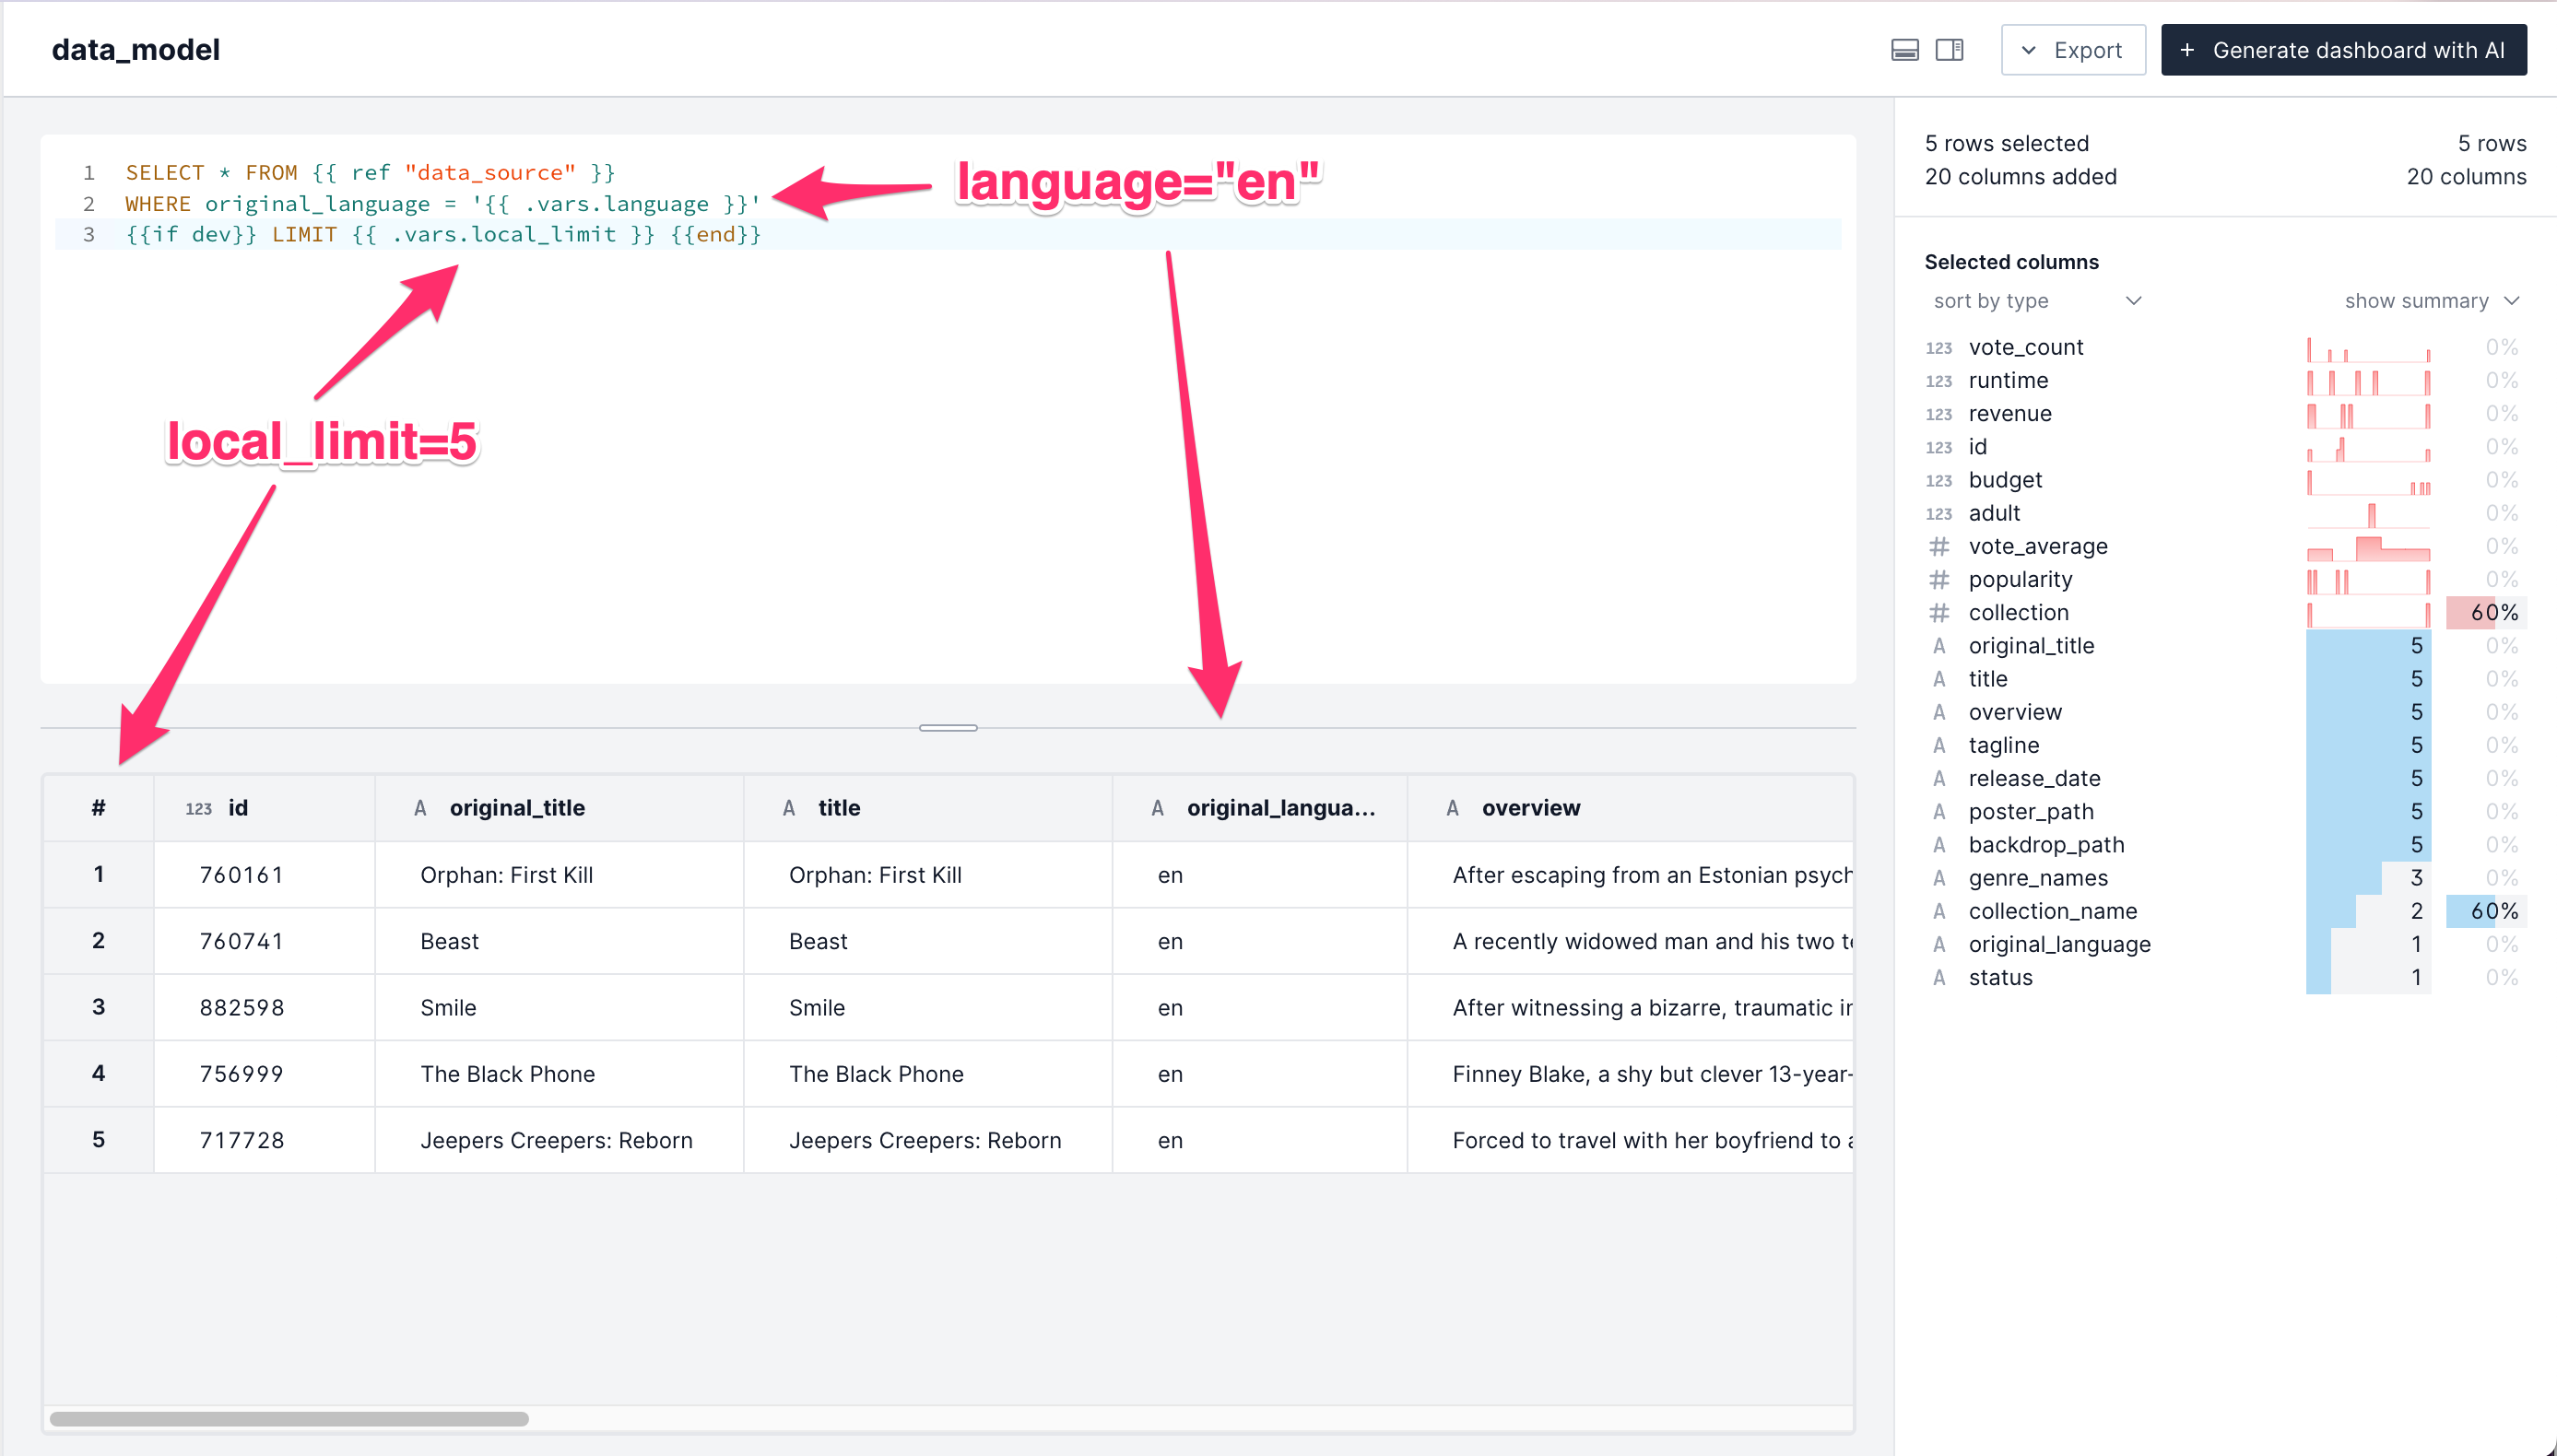 data_model
Export
+ Generate dashboard with AI
1 SELECT * FROM {{ ref "data_source" }}
2 WHERE original_language = '{{ .vars.language }}'
3 {{if dev}} LIMIT {{ .vars.local_limit }} {{end}}
language="en"
local_limit=5
# 123 id A original_title A title A original_langua... A overview
1 760161 Orphan: First Kill Orphan: First Kill en After escaping from an Estonian psych
2 760741 Beast Beast en A recently widowed man and his two
3 882598 Smile Smile en After witnessing a bizarre, traumatic
4 756999 The Black Phone The Black Phone en Finney Blake, a shy but clever 13-year-
5 717728 Jeepers Creepers: Reborn Jeepers Creepers: Reborn en Forced to travel with her boyfriend to
5 rows selected 5 rows
20 columns added 20 columns
Selected columns
sort by type show summary
123 vote_count 0%
123 runtime 0%
123 revenue 0%
123 id 0%
123 budget 0%
123 adult 0%
# vote_average 0%
# popularity 0%
# collection 60%
A original_title 5 0%
A title 5 0%
A overview 5 0%
A tagline 5 0%
A release_date 5 0%
A poster_path 5 0%
A backdrop_path 5 0%
A genre_names 3 0%
A collection_name 2 60%
A original_language 1 0%
A status 1 0%